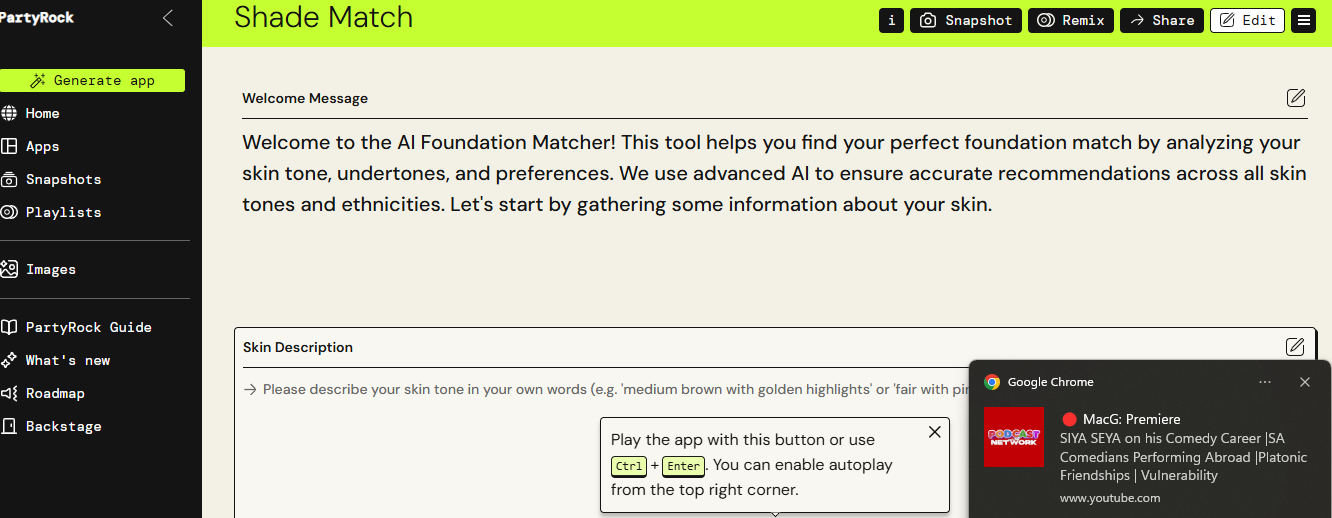 PartyRock
Generate app
Home
Apps
Snapshots
Playlists
Images
PartyRock Guide
What's new
Roadmap
Backstage
Shade Match
i
Snapshot
Remix
Share
Edit
Welcome Message
Welcome to the AI Foundation Matcher! This tool helps you find your perfect foundation match by analyzing your
skin tone, undertones, and preferences. We use advanced AI to ensure accurate recommendations across all skin
tones and ethnicities. Let's start by gathering some information about your skin.
Skin Description
Please describe your skin tone in your own words (e.g. 'medium brown with golden highlights' or 'fair with
Play the app with this button or use
Ctrl + Enter. You can enable autoplay
from the top right corner.
Google Chrome
PODCAST
NETWORK
MacG: Premiere
SIYA SEYA on his Comedy Career |SA
Comedians Performing Abroad |Platonic
Friendships | Vulnerability
www.youtube.com